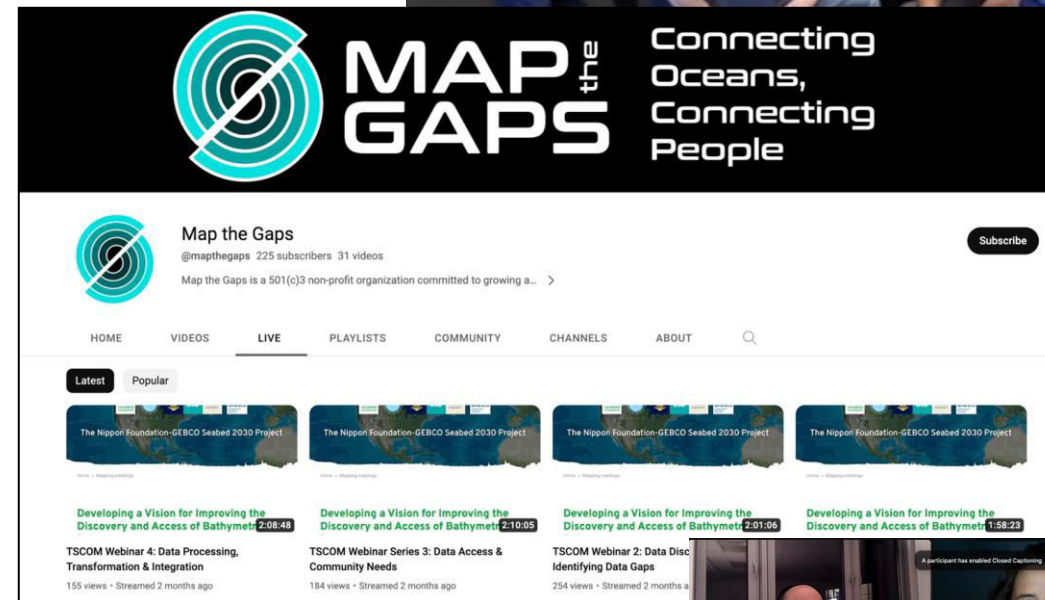 MAP the GAPS
Connecting
Oceans,
Connecting
People
Map the Gaps
@mapthegaps 225 subscribers 31 videos
Map the Gaps is a 501(c)3 non-profit organization committed to growing a...
Subscribe
HOME VIDEOS LIVE PLAYLISTS COMMUNITY CHANNELS ABOUT
Latest Popular
The Nippon Foundation-GEBCO Seabed 2030 Project
Developing a Vision for Improving the
Discovery and Access of Bathymetr 2:08:48
TSCOM Webinar 4: Data Processing,
Transformation & Integration
155 views • Streamed 2 months ago
The Nippon Foundation-GEBCO Seabed 2030 Project
Developing a Vision for Improving the
Discovery and Access of Bathymetr 2:10:05
TSCOM Webinar Series 3: Data Access &
Community Needs
184 views • Streamed 2 months ago
The Nippon Foundation-GEBCO Seabed 2030 Project
Developing a Vision for Improving the
Discovery and Access of Bathymetr 2:01:06
TSCOM Webinar 2: Data Disc
Identifying Data Gaps
254 views • Streamed 2 months a
The Nippon Foundation-GEBCO Seabed 2030 Project
Developing a Vision for Improving the
Discovery and Access of Bathymetr 1:58:23
A participant has enabled Closed Captioning